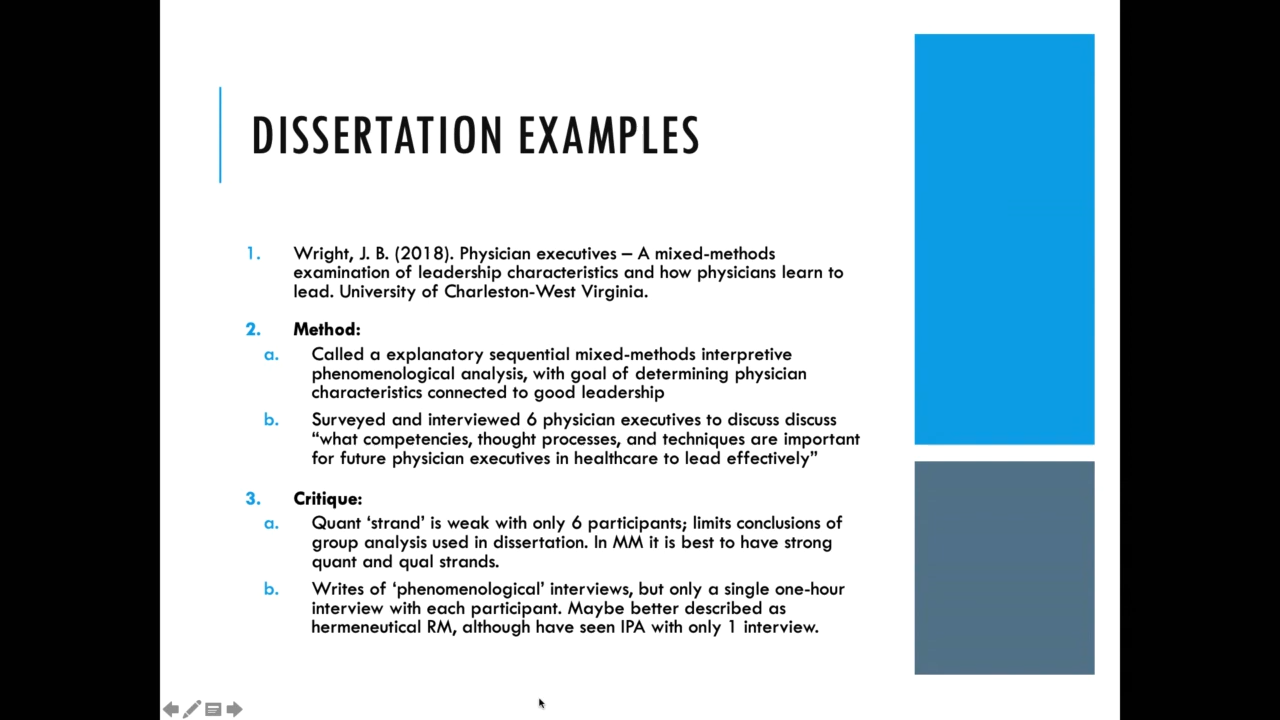 DISSERTATION EXAMPLES
1. Wright, J. B. (2018). Physician executives – A mixed-methods
examination of leadership characteristics and how physicians learn to
lead. University of Charleston-West Virginia.
2. Method:
a. Called a explanatory sequential mixed-methods interpretive
phenomenological analysis, with goal of determining physician
characteristics connected to good leadership
b. Surveyed and interviewed 6 physician executives to discuss discuss
“what competencies, thought processes, and techniques are important
for future physician executives in healthcare to lead effectively”
3. Critique:
a. Quant ‘strand’ is weak with only 6 participants; limits conclusions of
group analysis used in dissertation. In MM it is best to have strong
quant and qual strands.
b. Writes of ‘phenomenological’ interviews, but only a single one-hour
interview with each participant. Maybe better described as
hermeneutical RM, although have seen IPA with only 1 interview.